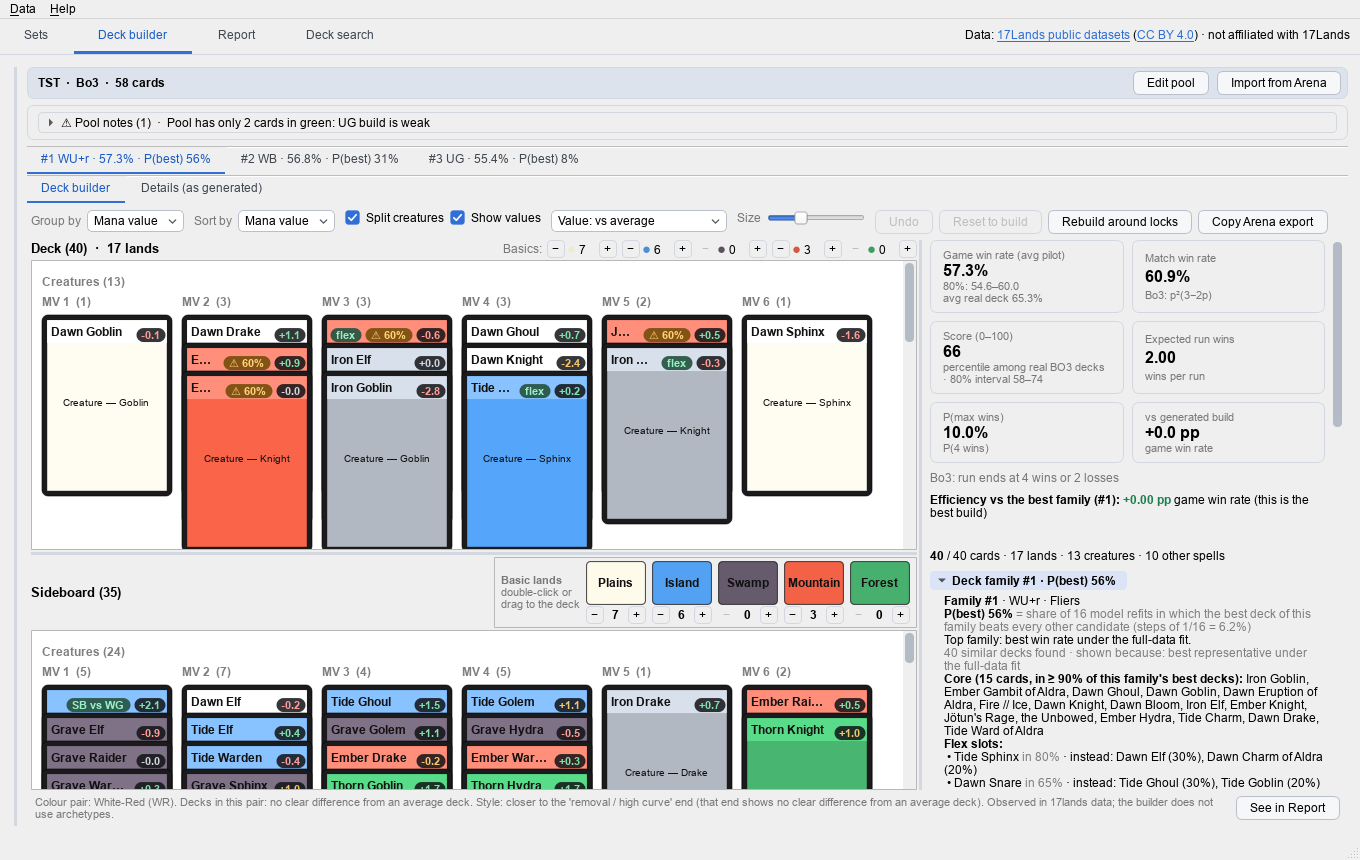 Data Help
Sets Deck builder Report Deck search
Data: 17Lands public datasets (CC BY 4.0) · not affiliated with 17Lands
TST · Bo3 · 58 cards
Edit pool Import from Arena
⚠ Pool notes (1) · Pool has only 2 cards in green: UG build is weak
#1 WU+r · 57.3% · P(best) 56% #2 WB · 56.8% · P(best) 31% #3 UG · 55.4% · P(best) 8%
Deck builder Details (as generated)
Group by Mana value Sort by Mana value Split creatures Show values Value: vs average Size Undo Reset to build Rebuild around locks Copy Arena export
Deck (40) · 17 lands
Basics: − 7 + − 6 + − 0 + − 3 + − 0 +
Creatures (13)
MV 1 (1) MV 2 (3) MV 3 (3) MV 4 (3) MV 5 (2) MV 6 (1)
Dawn Goblin -0.1 Dawn Drake +1.1 flex ⚠ 60% -0.6 Dawn Ghoul +0.7 J… ⚠ 60% +0.5 Dawn Sphinx -1.6
E… ⚠ 60% +0.9 Iron Elf +0.0 Dawn Knight -2.4 Iron … flex -0.3
E… ⚠ 60% -0.0 Iron Goblin -2.8 Tide … flex +0.2
Creature — Goblin Creature — Sphinx
Creature — Knight
Creature — Knight Creature — Goblin Creature — Sphinx
Sideboard (35)
Basic lands
double-click or
drag to the deck
Plains Island Swamp Mountain Forest
− 7 + − 6 + − 0 + − 3 + − 0 +
Creatures (24)
MV 1 (5) MV 2 (7) MV 3 (4) MV 4 (5) MV 5 (1) MV 6 (2)
SB vs WG +2.1 Dawn Elf -0.2 Tide Ghoul +1.5 Tide Golem +1.1 Iron Drake +0.7 Ember Rai… +0.5
Grave Elf -0.9 Tide Elf +0.4 Grave Golem +1.1 Grave Hydra -0.5 Thorn Knight +1.0
Grave Raider -0.0 Tide Warden -0.4 Ember Drake -0.2 Ember War… +0.3
Creature — Drake
Grave War… +0.3 Grave Sphinx Thorn Goblin +1.7 Thorn Hydra +1.7
Game win rate (avg pilot)
57.3%
80%: 54.6–60.0
avg real deck 65.3%
Match win rate
60.9%
Bo3: p²(3−2p)
Score (0–100)
66
percentile among real BO3 decks
· 80% interval 58–74
Expected run wins
2.00
wins per run
P(max wins)
10.0%
P(4 wins)
vs generated build
+0.0 pp
game win rate
Bo3: run ends at 4 wins or 2 losses
Efficiency vs the best family (#1): +0.00 pp game win rate (this is the
best build)
40 / 40 cards · 17 lands · 13 creatures · 10 other spells
Deck family #1 · P(best) 56%
Family #1 · WU+r · Fliers
P(best) 56% = share of 16 model refits in which the best deck of this
family beats every other candidate (steps of 1/16 = 6.2%)
Top family: best win rate under the full-data fit.
40 similar decks found · shown because: best representative under
the full-data fit
Core (15 cards, in ≥ 90% of this family's best decks): Iron Goblin,
Ember Gambit of Aldra, Dawn Ghoul, Dawn Goblin, Dawn Eruption of
Aldra, Fire // Ice, Dawn Knight, Dawn Bloom, Iron Elf, Ember Knight,
Jötun's Rage, the Unbowed, Ember Hydra, Tide Charm, Dawn Drake,
Tide Ward of Aldra
Flex slots:
• Tide Sphinx in 80% · instead: Dawn Elf (30%), Dawn Charm of Aldra
(20%)
• Dawn Snare in 65% · instead: Tide Ghoul (30%), Tide Goblin (20%)
Colour pair: White-Red (WR). Decks in this pair: no clear difference from an average deck. Style: closer to the 'removal / high curve' end (that end shows no clear difference from an average deck). Observed in 17lands data; the builder does not
use archetypes.
See in Report